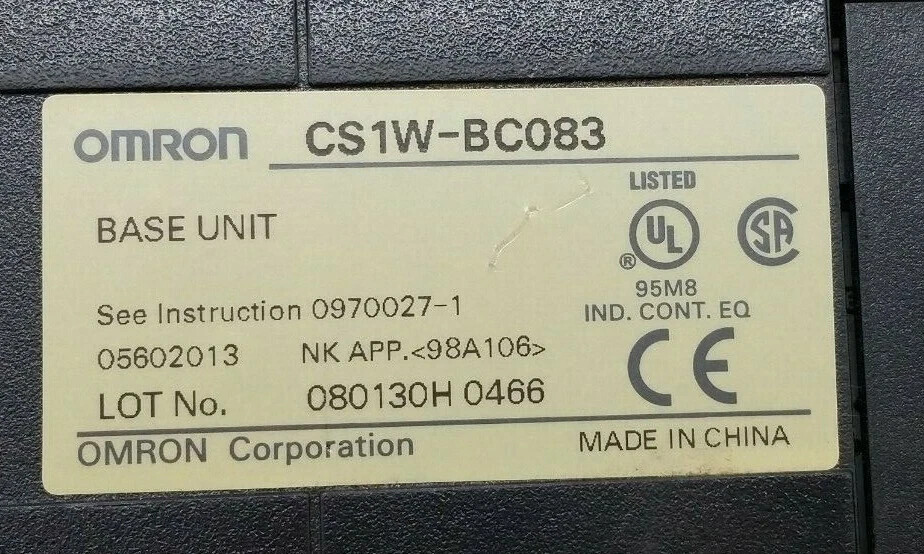 OMRON CS1W-BC083
BASE UNIT
LISTED
UL
®
SA
95M8
IND. CONT. EQ
See Instruction 0970027-1
05602013 NK APP.<98A106>
LOT No. 080130H 0466
CE
OMRON Corporation
MADE IN CHINA